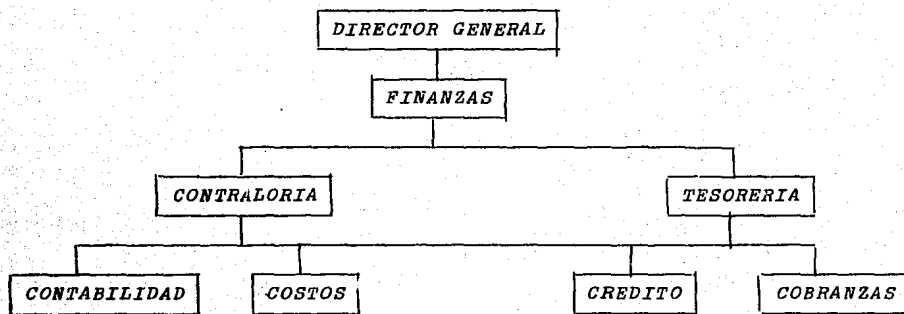 DIRECTOR GENERAL
FINANZAS
CONTRALORIA TESORERIA
CONTABILIDAD COSTOS CREDITO COBRANZAS